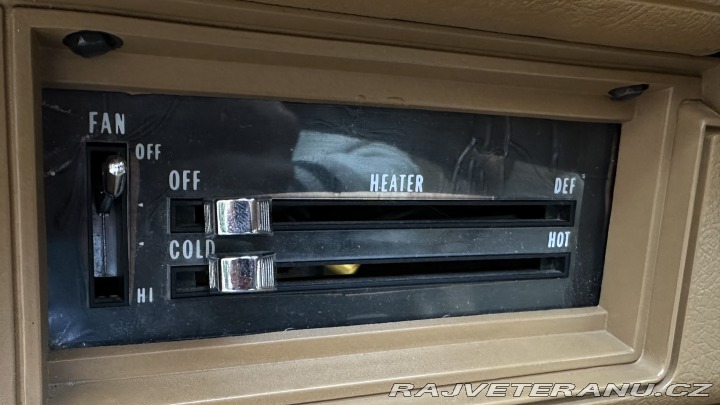 FAN
OFF
HI
OFF HEATER DEF
COLD HOT
RAJVETERANU.CZ